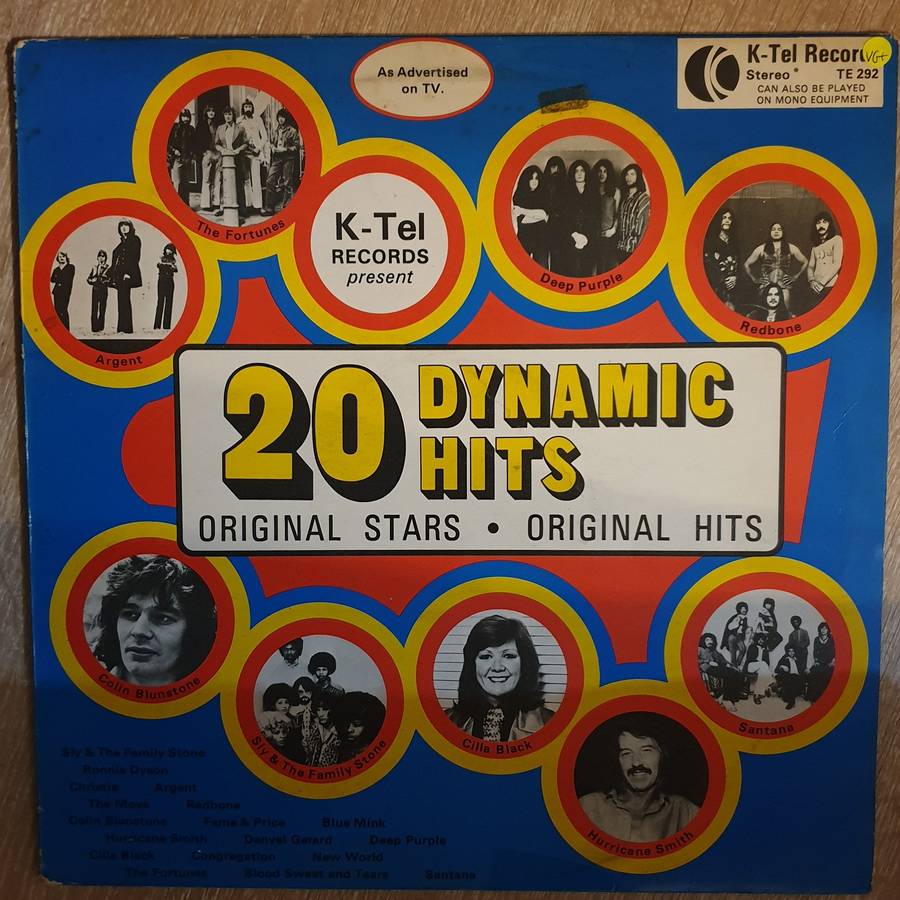 As Advertised
on TV.
K-Tel Record
VG+
Stereo TE 292
CAN ALSO BE PLAYED
ON MONO EQUIPMENT
The Fortunes
K-Tel
RECORDS
present
Deep Purple
Redbone
Argent
20 DYNAMIC
HITS
ORIGINAL STARS • ORIGINAL HITS
Colin Blunstone
Sly & The Family Stone
Cilla Black
Santana
Hurricane Smith
Sly & The Family Stone
Ronnie Dyson
Christie Argent
The Move Redbone
Colin Blunstone Fame & Price Blue Mink
Hurricane Smith Danyel Gerard Deep Purple
Cilla Black Congregation New World
The Fortunes Blood Sweat and Tears Santana